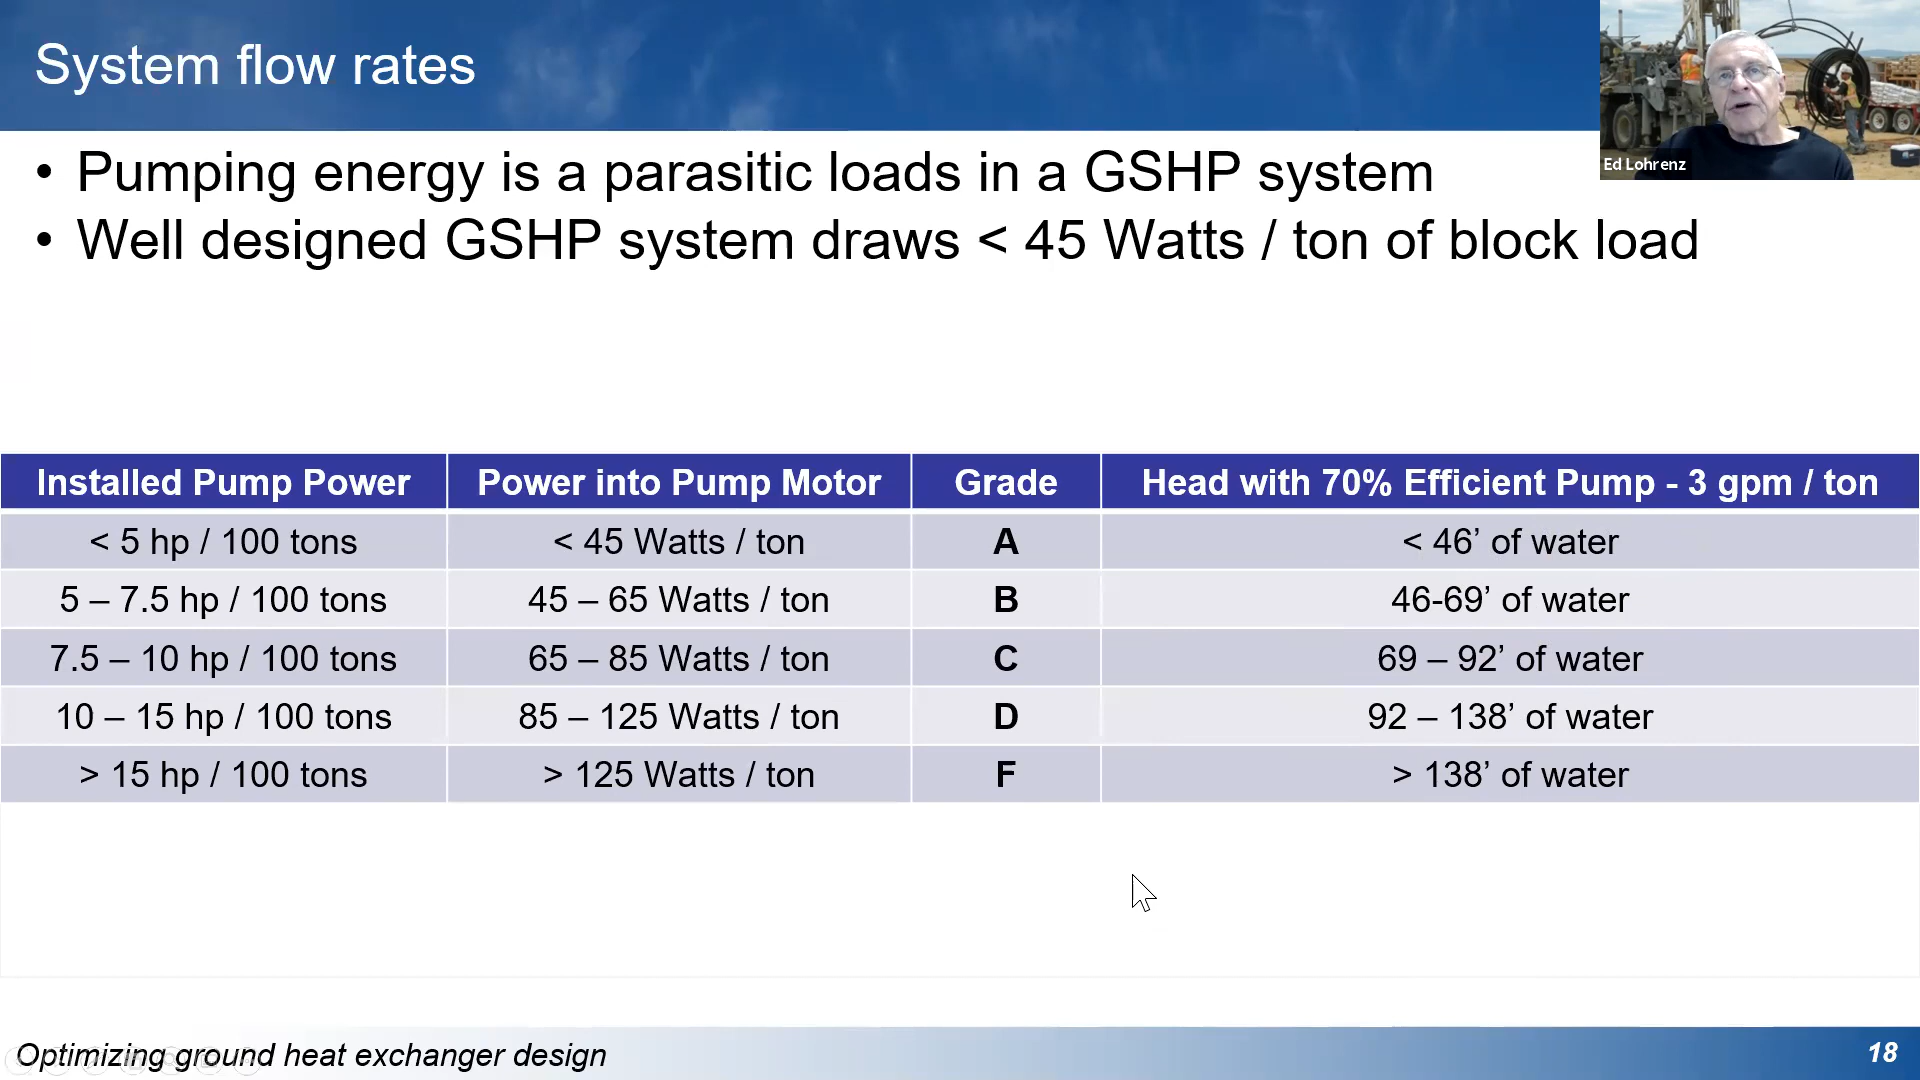 System flow rates
Ed Lohrenz
• Pumping energy is a parasitic loads in a GSHP system
• Well designed GSHP system draws < 45 Watts / ton of block load
Installed Pump Power Power into Pump Motor Grade Head with 70% Efficient Pump - 3 gpm / ton
< 5 hp / 100 tons < 45 Watts / ton A < 46’ of water
5 – 7.5 hp / 100 tons 45 – 65 Watts / ton B 46-69’ of water
7.5 – 10 hp / 100 tons 65 – 85 Watts / ton C 69 – 92’ of water
10 – 15 hp / 100 tons 85 – 125 Watts / ton D 92 – 138’ of water
> 15 hp / 100 tons > 125 Watts / ton F > 138’ of water
Optimizing ground heat exchanger design 18